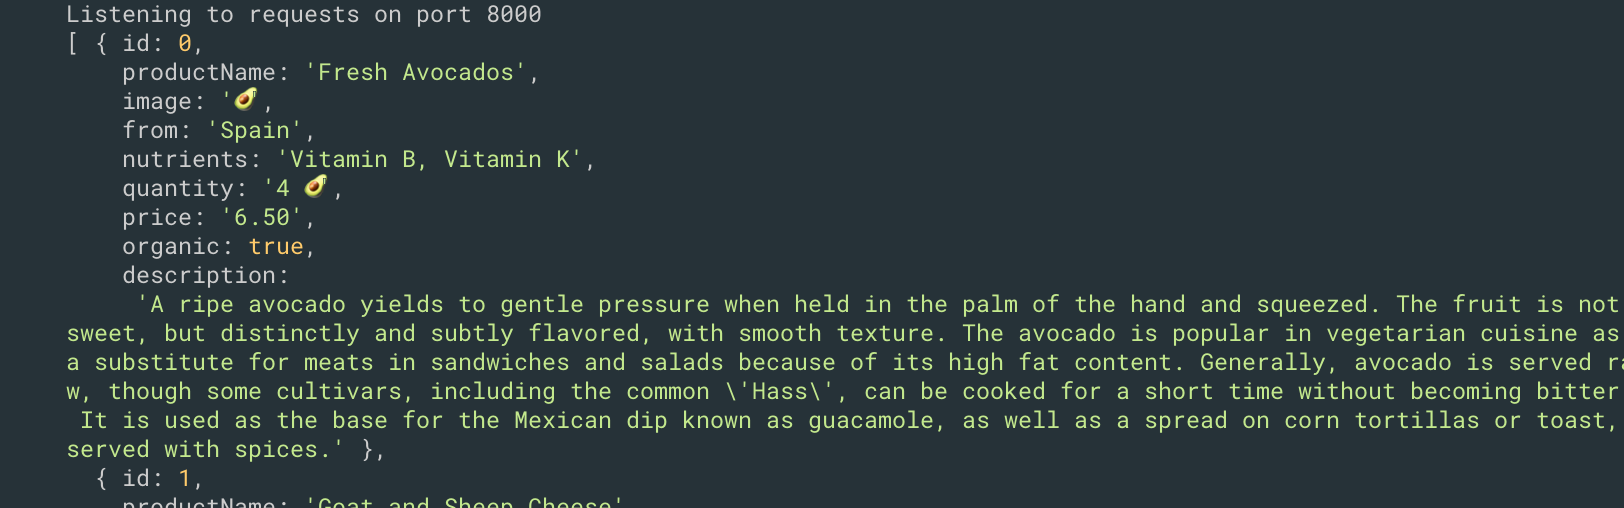 Listening to requests on port 8000
[ { id: 0,
productName: 'Fresh Avocados',
image: '🥑,
from: 'Spain',
nutrients: 'Vitamin B, Vitamin K',
quantity: '4 🥑,
price: '6.50',
organic: true,
description:
'A ripe avocado yields to gentle pressure when held in the palm of the hand and squeezed. The fruit is not
sweet, but distinctly and subtly flavored, with smooth texture. The avocado is popular in vegetarian cuisine as
a substitute for meats in sandwiches and salads because of its high fat content. Generally, avocado is served ra
w, though some cultivars, including the common \'Hass\', can be cooked for a short time without becoming bitter
It is used as the base for the Mexican dip known as guacamole, as well as a spread on corn tortillas or toast,
served with spices.' },
{ id: 1,
productName: 'Goat and Sheep Cheese'